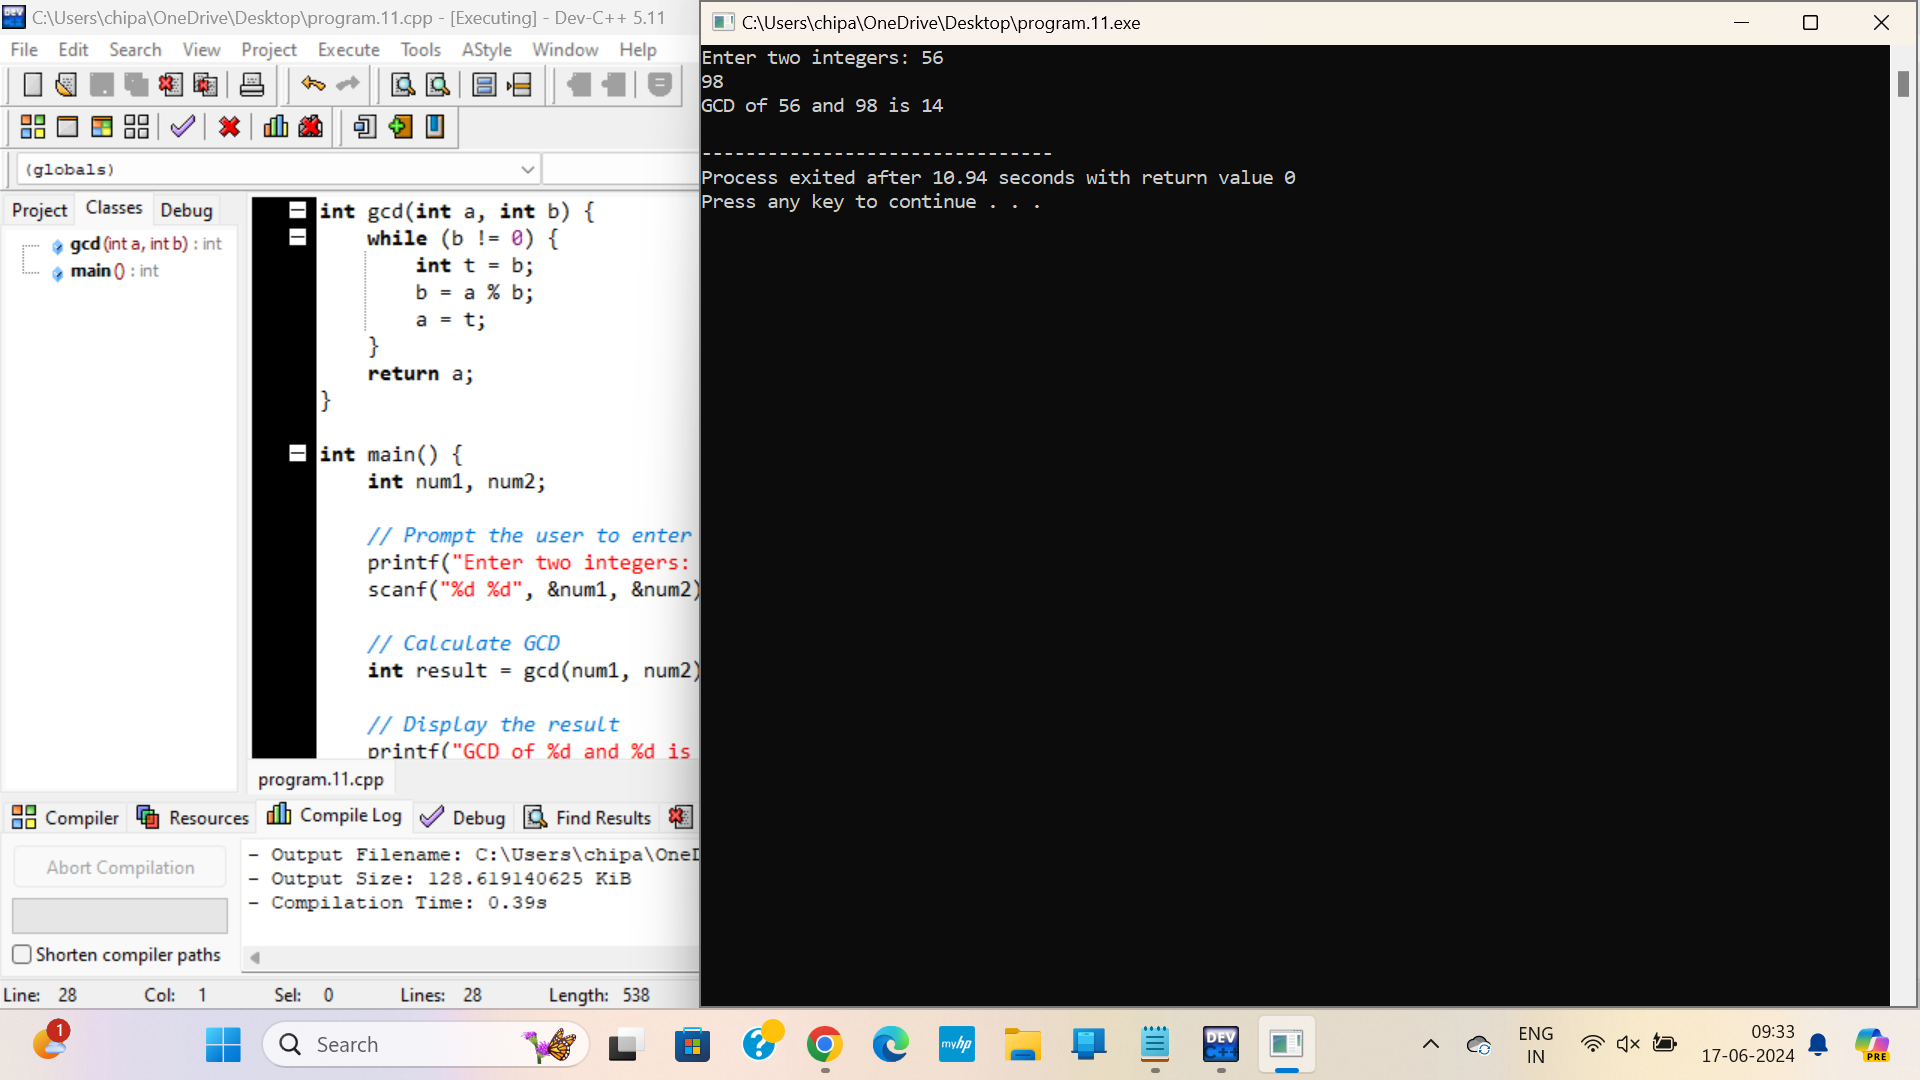 C:\Users\chipa\OneDrive\Desktop\program.11.cpp - [Executing] - Dev-C++ 5.11
File Edit Search View Project Execute Tools AStyle Window Help
(globals)
Project Classes Debug
gcd (int a, int b) : int
main () : int
int gcd(int a, int b) {
while (b != 0) {
int t = b;
b = a % b;
a = t;
}
return a;
}
int main() {
int num1, num2;
// Prompt the user to enter
printf("Enter two integers:
scanf("%d %d", &num1, &num2)
// Calculate GCD
int result = gcd(num1, num2)
// Display the result
printf("GCD of %d and %d is
program.11.cpp
Compiler Resources Compile Log Debug Find Results
Abort Compilation
Shorten compiler paths
- Output Filename: C:\Users\chipa\OneD
- Output Size: 128.619140625 KiB
- Compilation Time: 0.39s
Line: 28 Col: 1 Sel: 0 Lines: 28 Length: 538
C:\Users\chipa\OneDrive\Desktop\program.11.exe
Enter two integers: 56
98
GCD of 56 and 98 is 14
--------------------------------
Process exited after 10.94 seconds with return value 0
Press any key to continue . . .
1
Search
myhp
DEV
C++
ENG
IN
09:33
17-06-2024
PRE